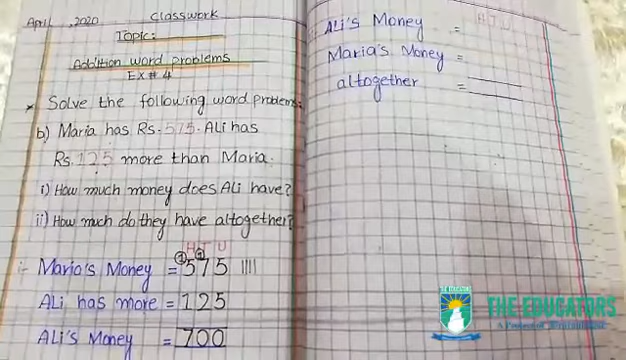 April ,2020 Classwork
Topic:
Addition word problems
EX # 4
* Solve the following word problems:
b) Maria has Rs. 575. ALi has
Rs. 125 more than Maria.
i) How much money does ALi have?
ii) How much do they have altogether?
H T U
i- Maria's Money = 575
ALi has more = 125
ALi's Money = 700
H T U
ALi's Money =
Maria's Money =
altogether =
THE EDUCATORS